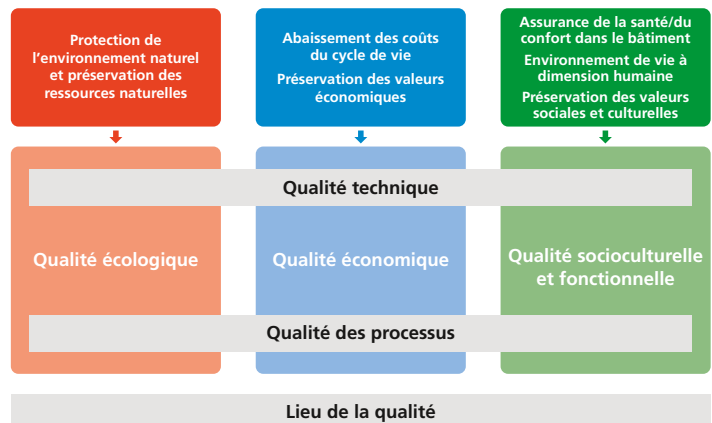 Protection de
l'environnement naturel
et préservation des
ressources naturelles
Abaissement des coûts
du cycle de vie
Préservation des valeurs
économiques
Assurance de la santé/du
confort dans le bâtiment
Environnement de vie à
dimension humaine
Préservation des valeurs
sociales et culturelles
Qualité technique
Qualité écologique
Qualité économique
Qualité socioculturelle
et fonctionnelle
Qualité des processus
Lieu de la qualité